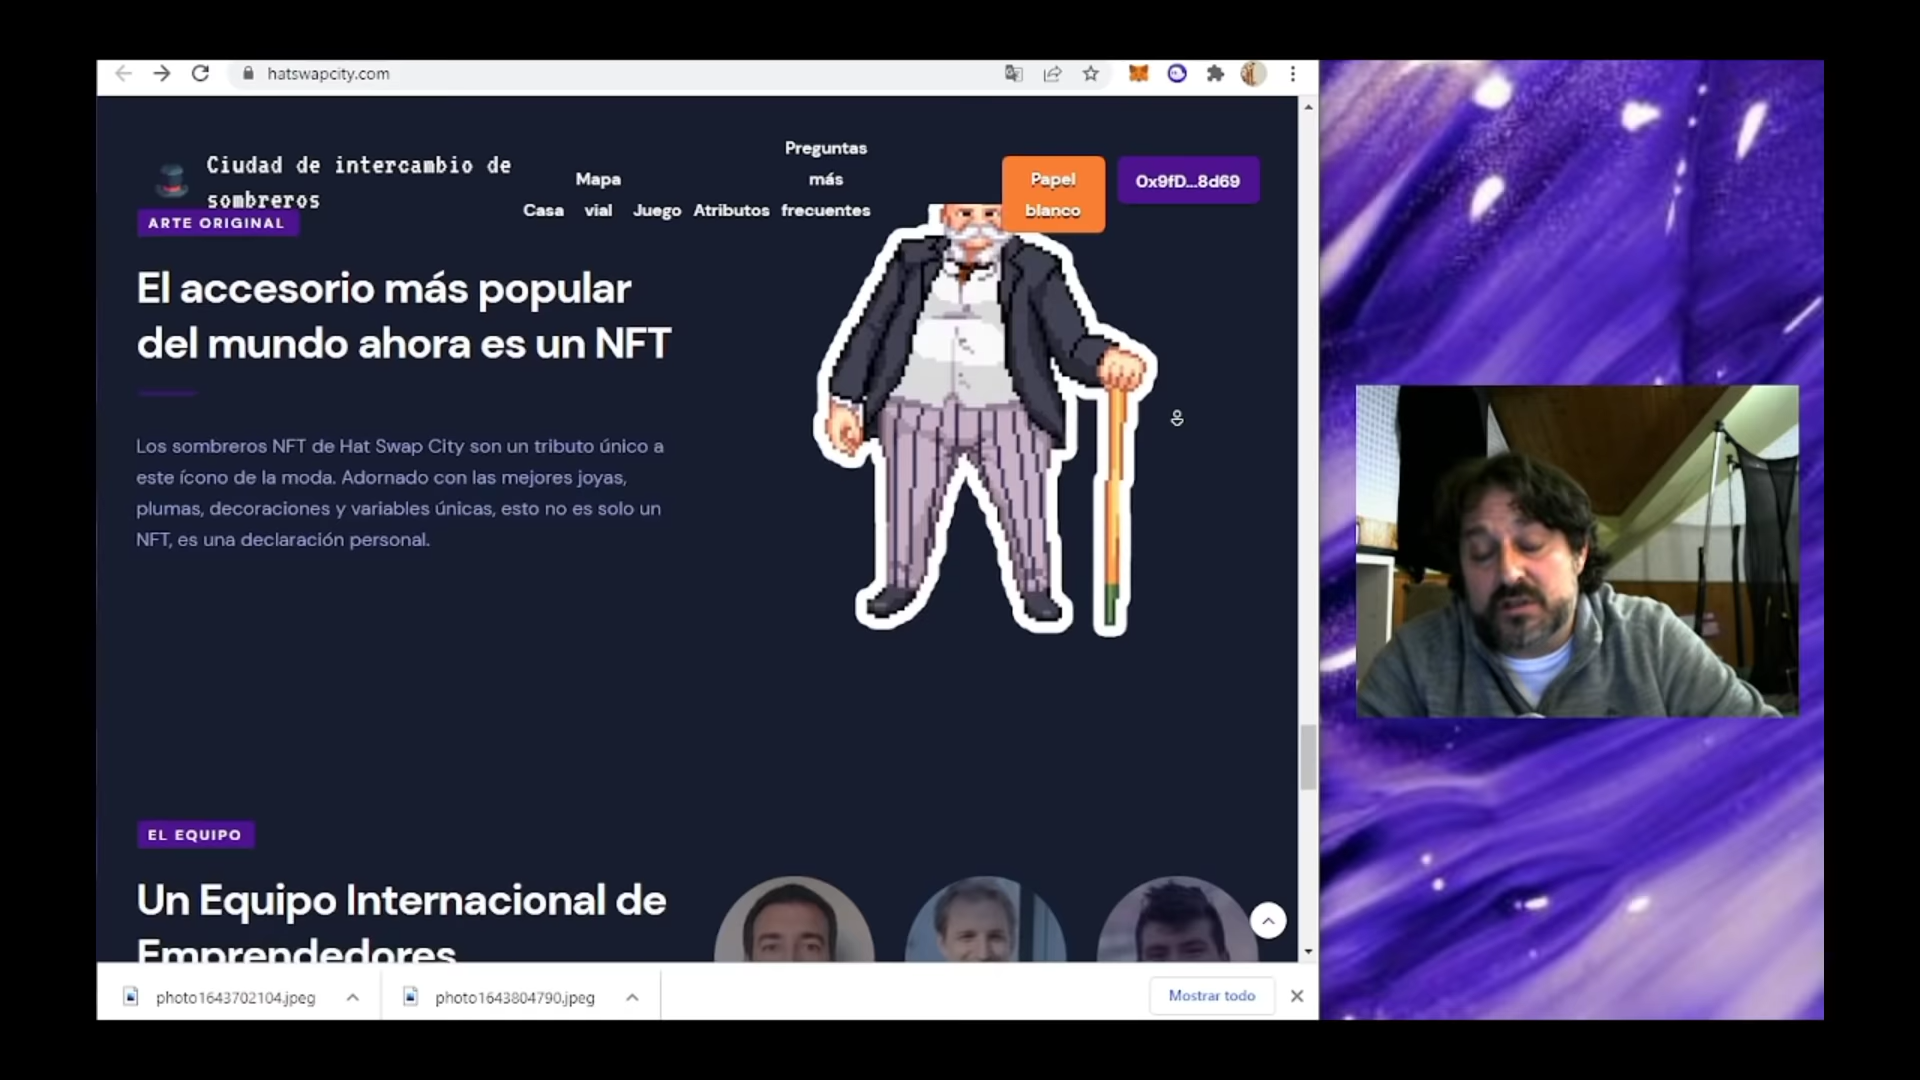 hatswapcity.com
Ciudad de intercambio de
sombreros
Casa
Mapa
vial
Juego
Atributos
Preguntas
más
frecuentes
Papel
blanco
0x9fD...8d69
ARTE ORIGINAL
El accesorio más popular
del mundo ahora es un NFT
Los sombreros NFT de Hat Swap City son un tributo único a
este ícono de la moda. Adornado con las mejores joyas,
plumas, decoraciones y variables únicas, esto no es solo un
NFT, es una declaración personal.
EL EQUIPO
Un Equipo Internacional de
Emprendedores
photo1643702104.jpeg
photo1643804790.jpeg
Mostrar todo